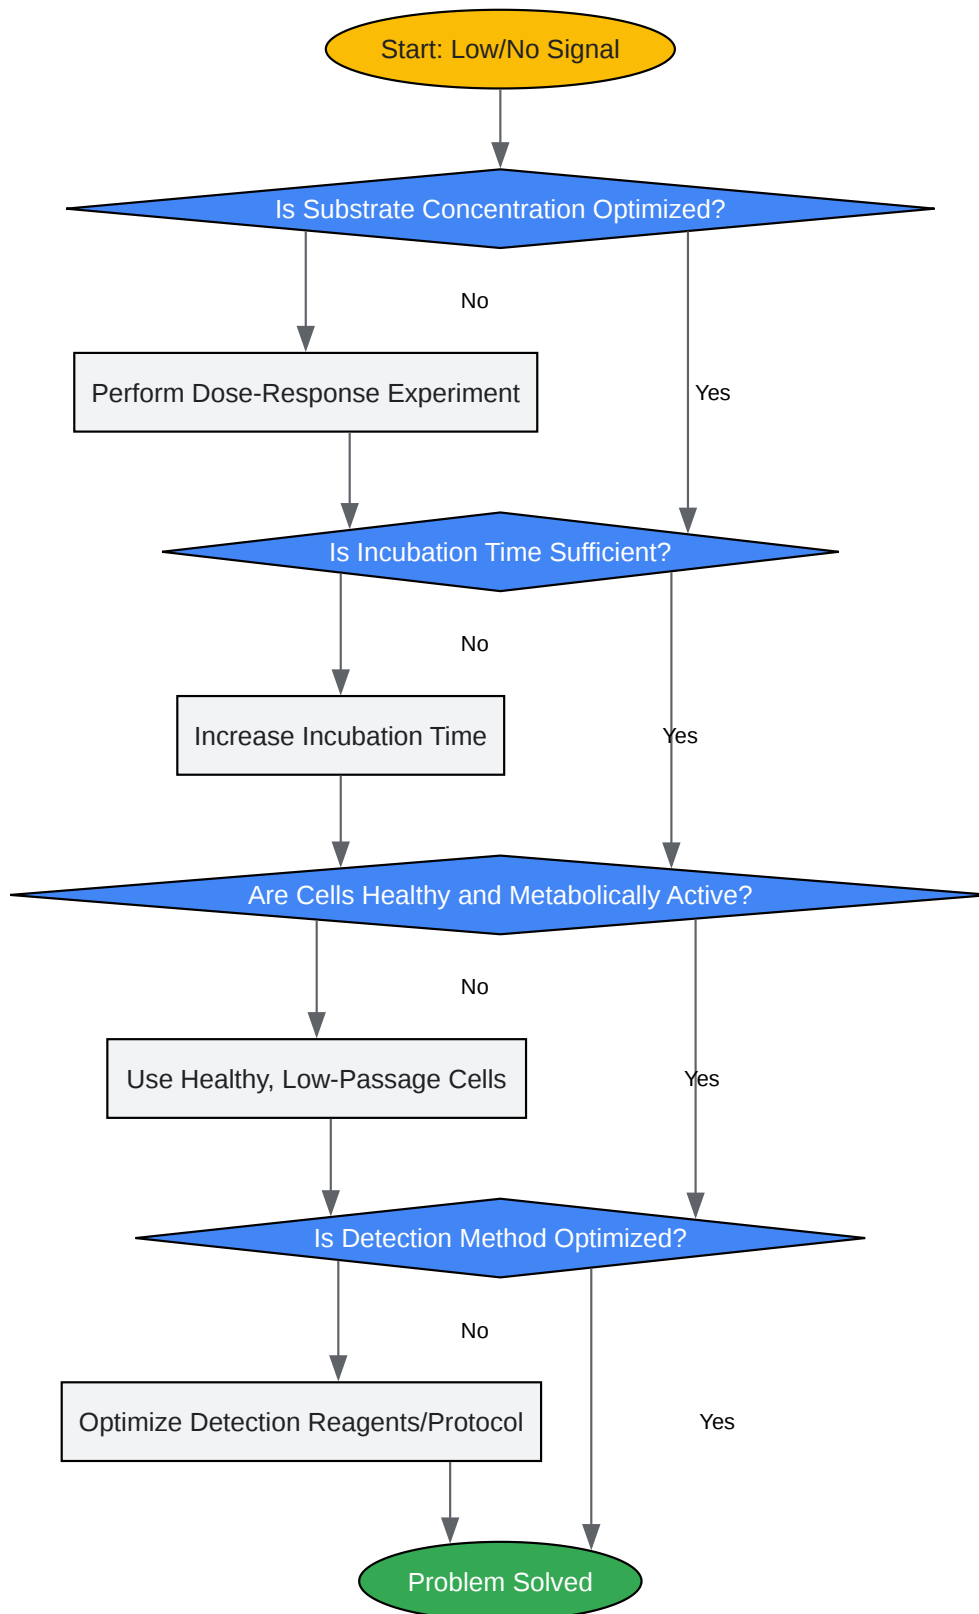 Start: Low/No Signal
Is Substrate Concentration Optimized?
No
Perform Dose-Response Experiment
Yes
Is Incubation Time Sufficient?
No
Increase Incubation Time
Yes
Are Cells Healthy and Metabolically Active?
No
Use Healthy, Low-Passage Cells
Yes
Is Detection Method Optimized?
No
Optimize Detection Reagents/Protocol
Yes
Problem Solved